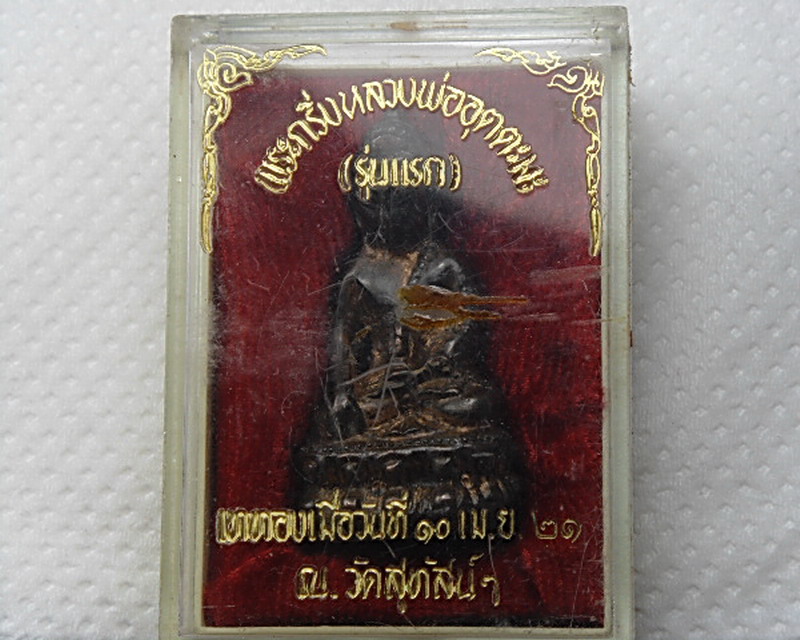 พระกริ่งหลวงพ่ออุตตะมะ
(รุ่นแรก)
เททองเมื่อวันที่ ๑๐ เม.ย. ๒๑
ณ. วัดสุทัสน์ฯ